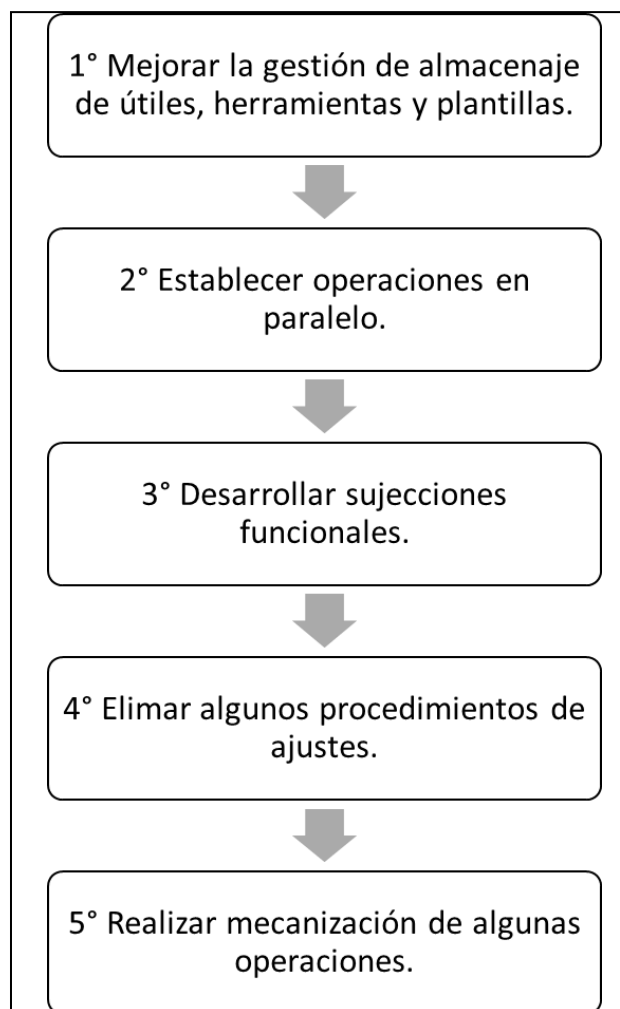 1° Mejorar la gestión de almacenaje
de útiles, herramientas y plantillas.
2° Establecer operaciones en
paralelo.
3° Desarrollar sujecciones
funcionales.
4° Elimar algunos procedimientos de
ajustes.
5° Realizar mecanización de algunas
operaciones.